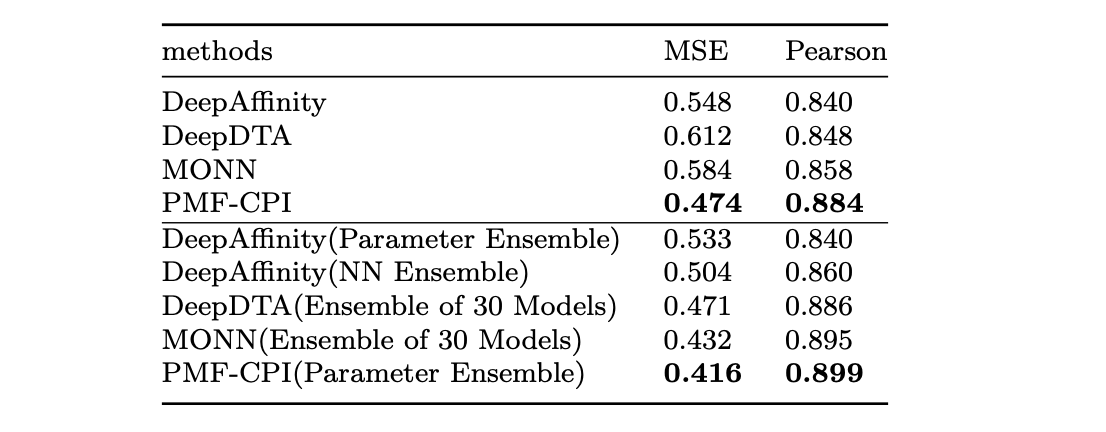 methods MSE Pearson
DeepAffinity 0.548 0.840
DeepDTA 0.612 0.848
MONN 0.584 0.858
PMF-CPI 0.474 0.884
DeepAffinity(Parameter Ensemble) 0.533 0.840
DeepAffinity(NN Ensemble) 0.504 0.860
DeepDTA(Ensemble of 30 Models) 0.471 0.886
MONN(Ensemble of 30 Models) 0.432 0.895
PMF-CPI(Parameter Ensemble) 0.416 0.899